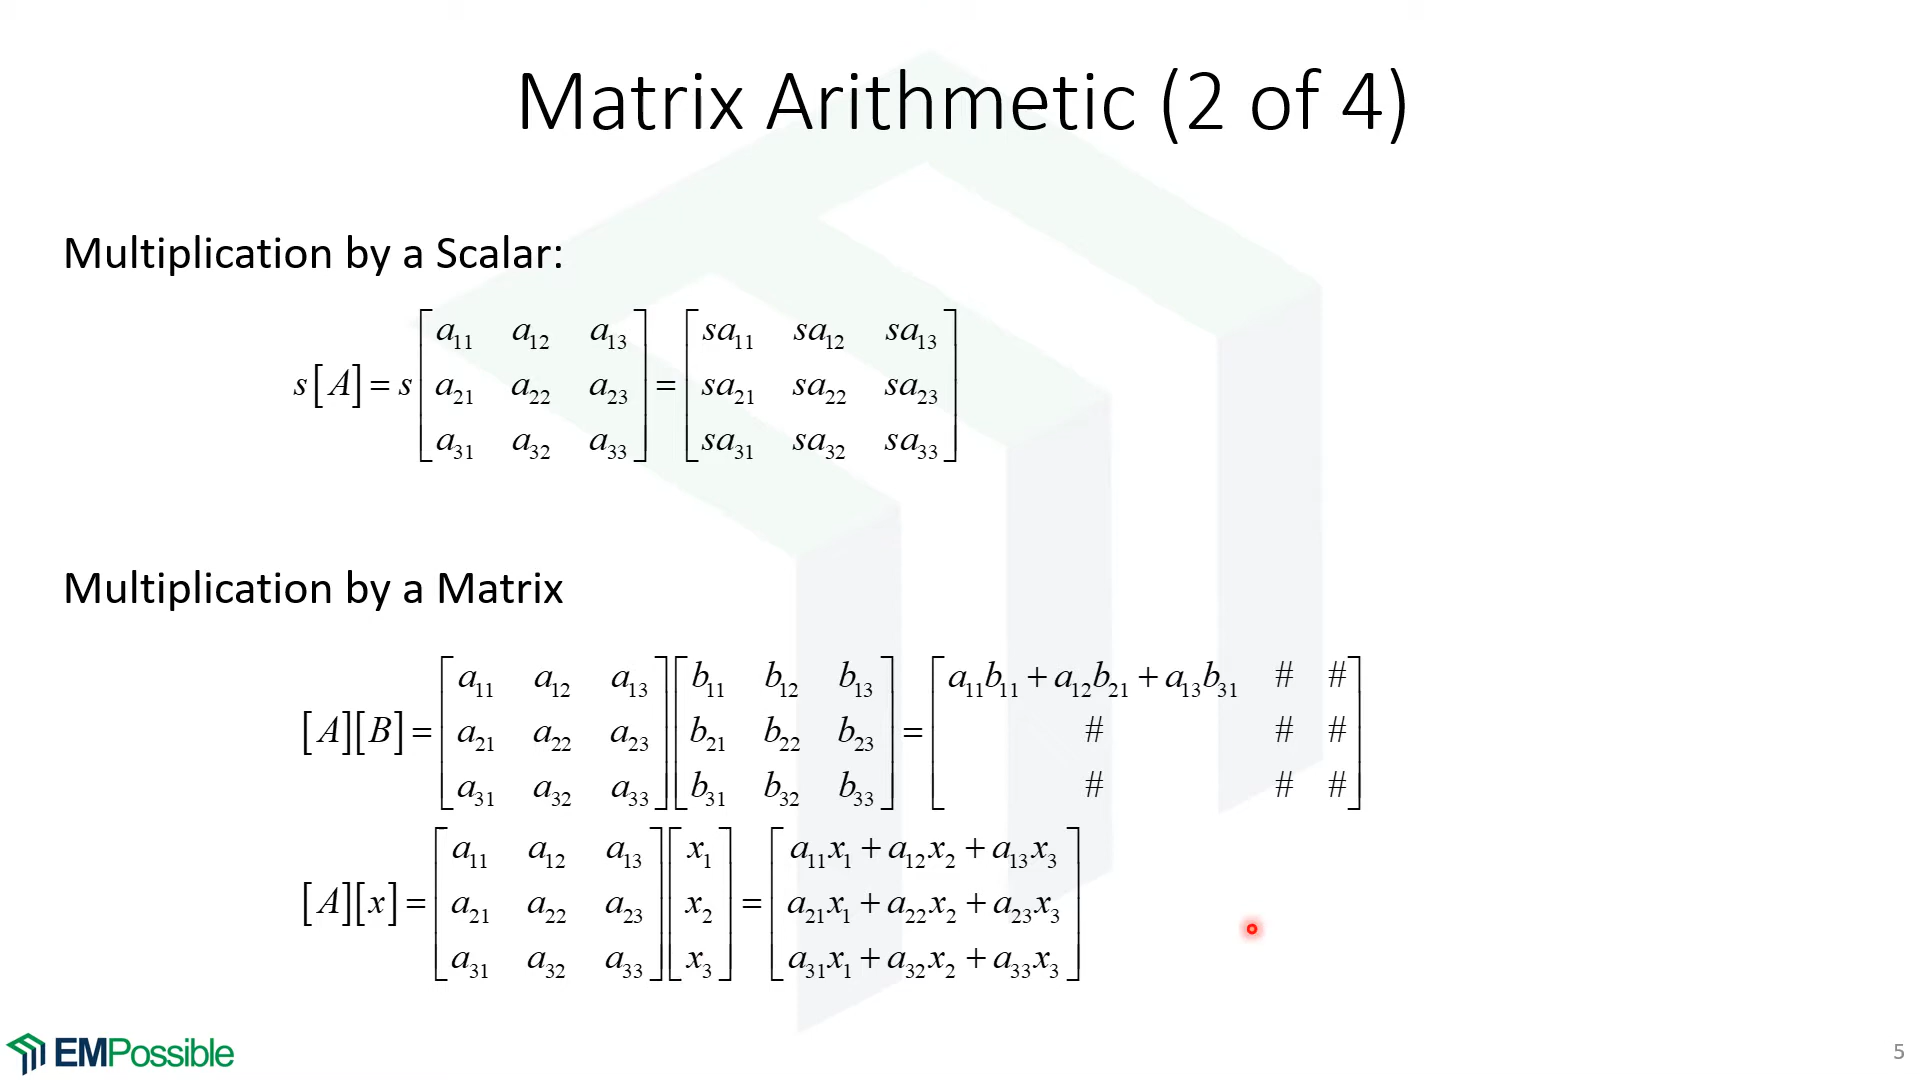 Matrix Arithmetic (2 of 4)
Multiplication by a Scalar:
s[A] = s [a₁₁ a₁₂ a₁₃; a₂₁ a₂₂ a₂₃; a₃₁ a₃₂ a₃₃] = [sa₁₁ sa₁₂ sa₁₃; sa₂₁ sa₂₂ sa₂₃; sa₃₁ sa₃₂ sa₃₃]
Multiplication by a Matrix
[A][B] = [a₁₁ a₁₂ a₁₃; a₂₁ a₂₂ a₂₃; a₃₁ a₃₂ a₃₃] [b₁₁ b₁₂ b₁₃; b₂₁ b₂₂ b₂₃; b₃₁ b₃₂ b₃₃] = [a₁₁b₁₁ + a₁₂b₂₁ + a₁₃b₃₁ # #; # # #; # # #]
[A][x] = [a₁₁ a₁₂ a₁₃; a₂₁ a₂₂ a₂₃; a₃₁ a₃₂ a₃₃] [x₁; x₂; x₃] = [a₁₁x₁ + a₁₂x₂ + a₁₃x₃; a₂₁x₁ + a₂₂x₂ + a₂₃x₃; a₃₁x₁ + a₃₂x₂ + a₃₃x₃]
EMPossible
5